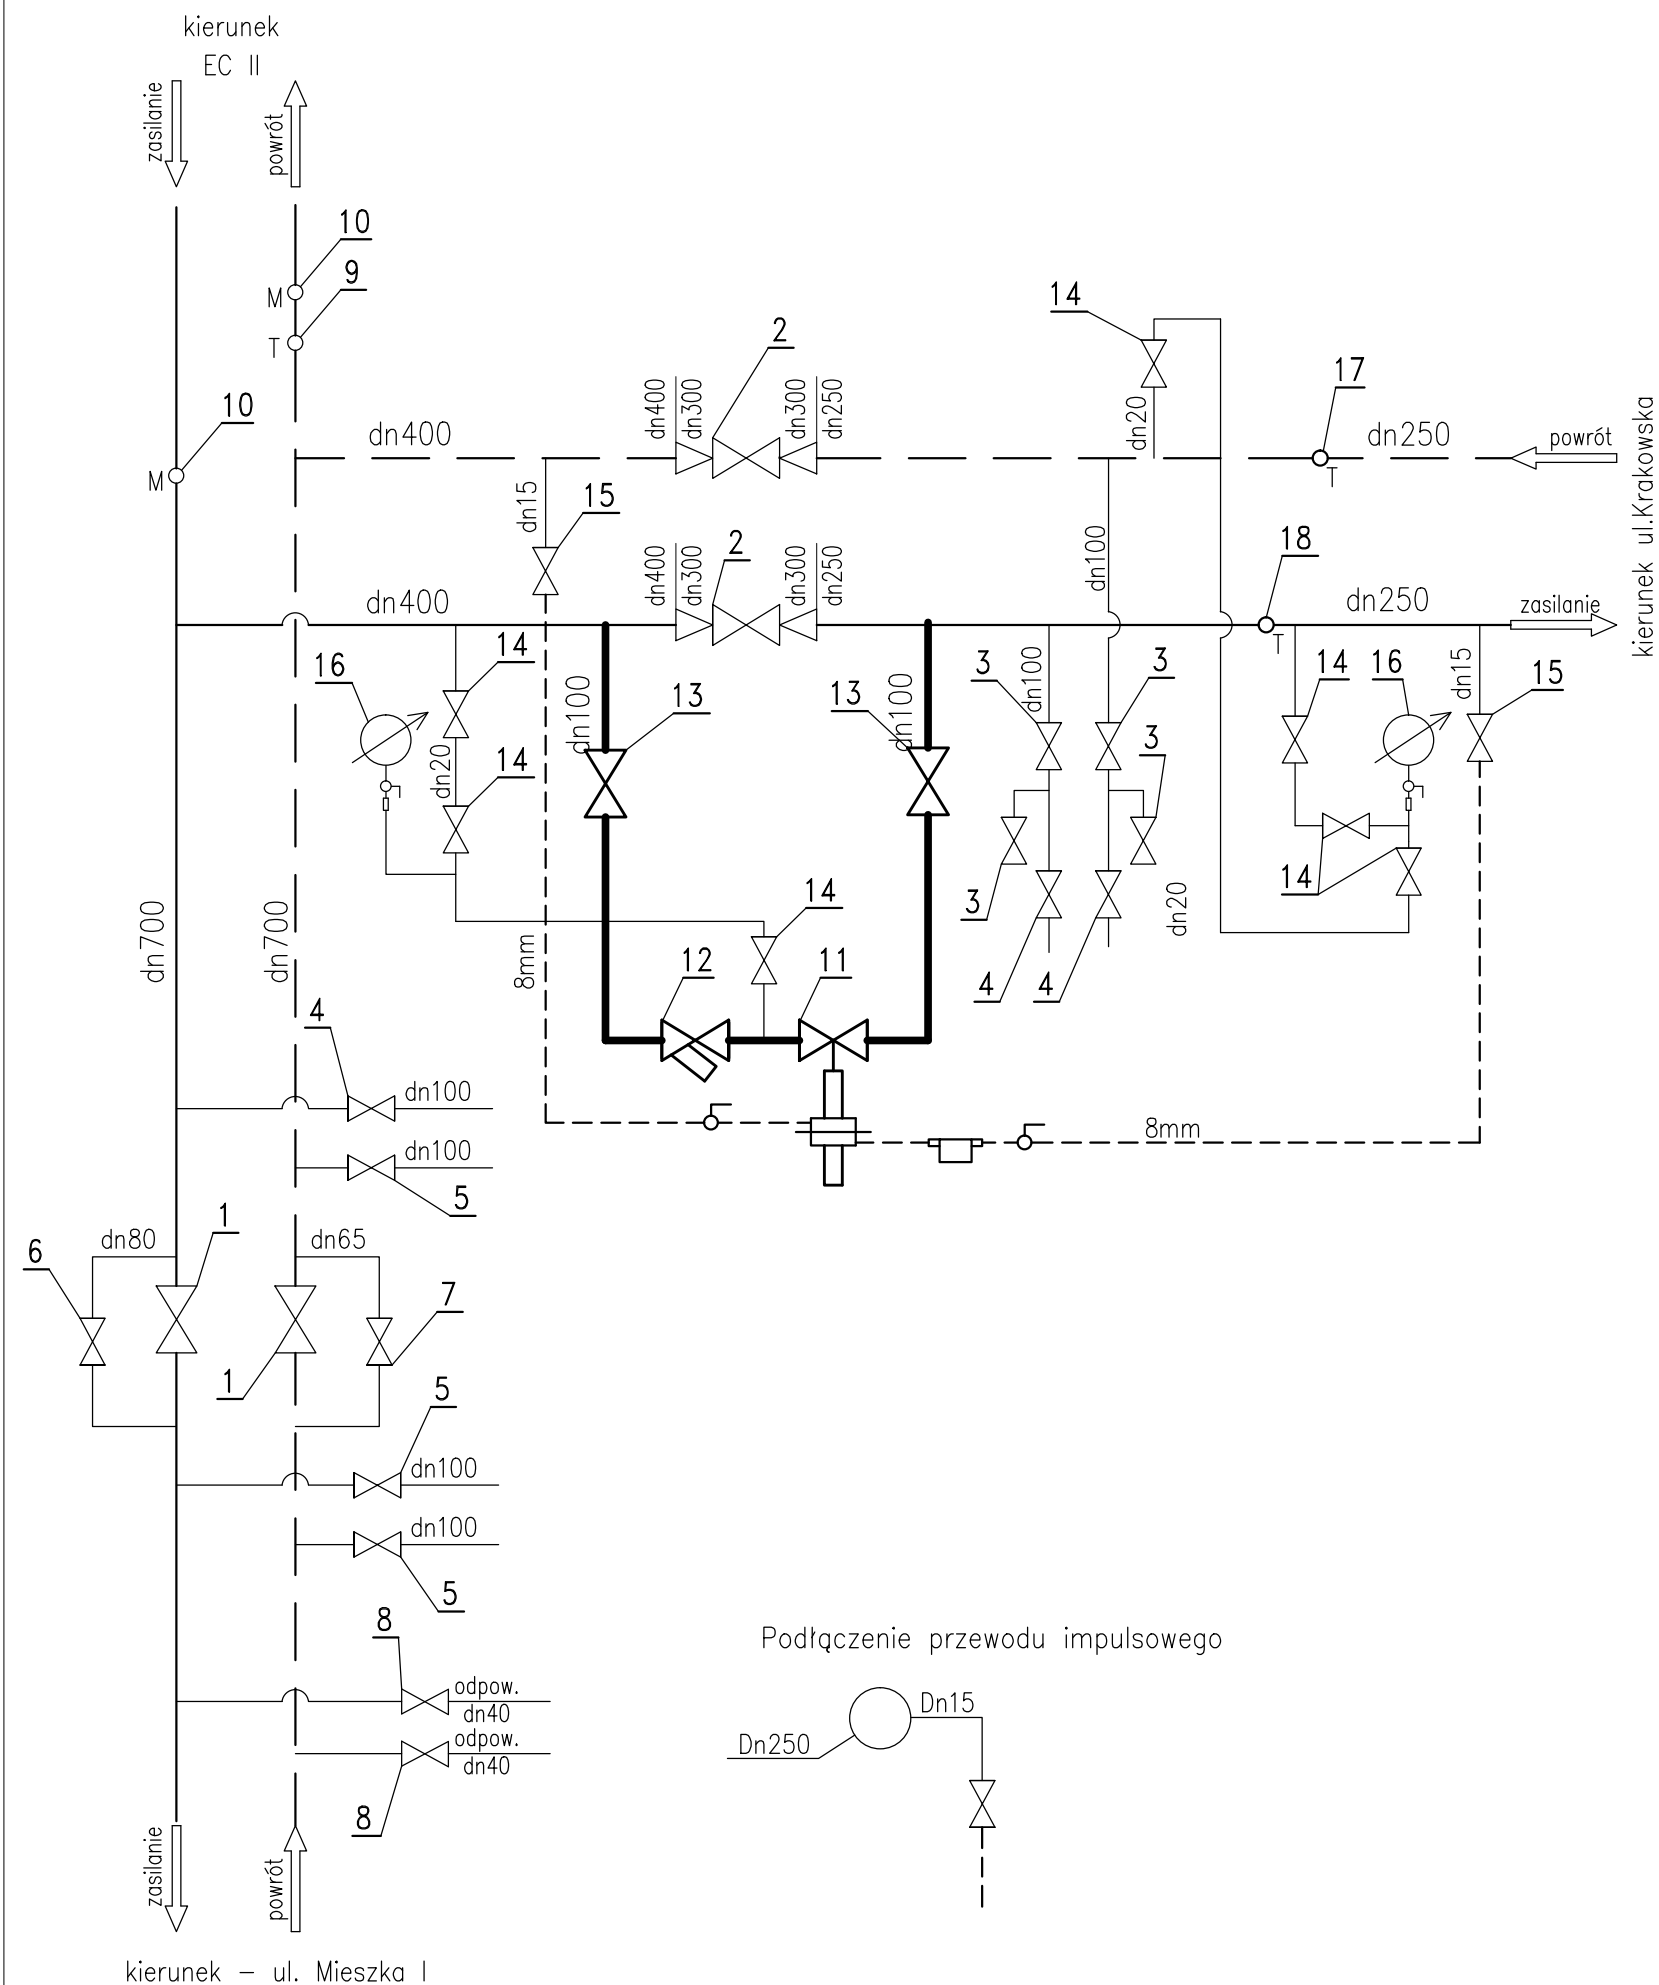 kierunek
EC II
zasilanie
powrót
10
M
9
T
10
M
2
14
17
dn400
dn400
dn300
dn300
dn250
dn20
dn250
powrót
T
kierunek ul.Krakowska
dn15
15
2
dn100
18
dn400
dn400
dn300
dn300
dn250
dn250
zasilanie
T
16
14
dn100
13
13
dn100
3
dn100
3
14
16
dn15
15
dn20
14
3
3
14
14
dn20
dn700
dn700
8mm
12
11
4
4
4
dn100
8mm
dn100
5
6
dn80
1
dn65
7
1
5
dn100
dn100
5
8
odpow.
dn40
odpow.
dn40
8
Podłączenie przewodu impulsowego
Dn15
Dn250
zasilanie
powrót
kierunek – ul. Mieszka I